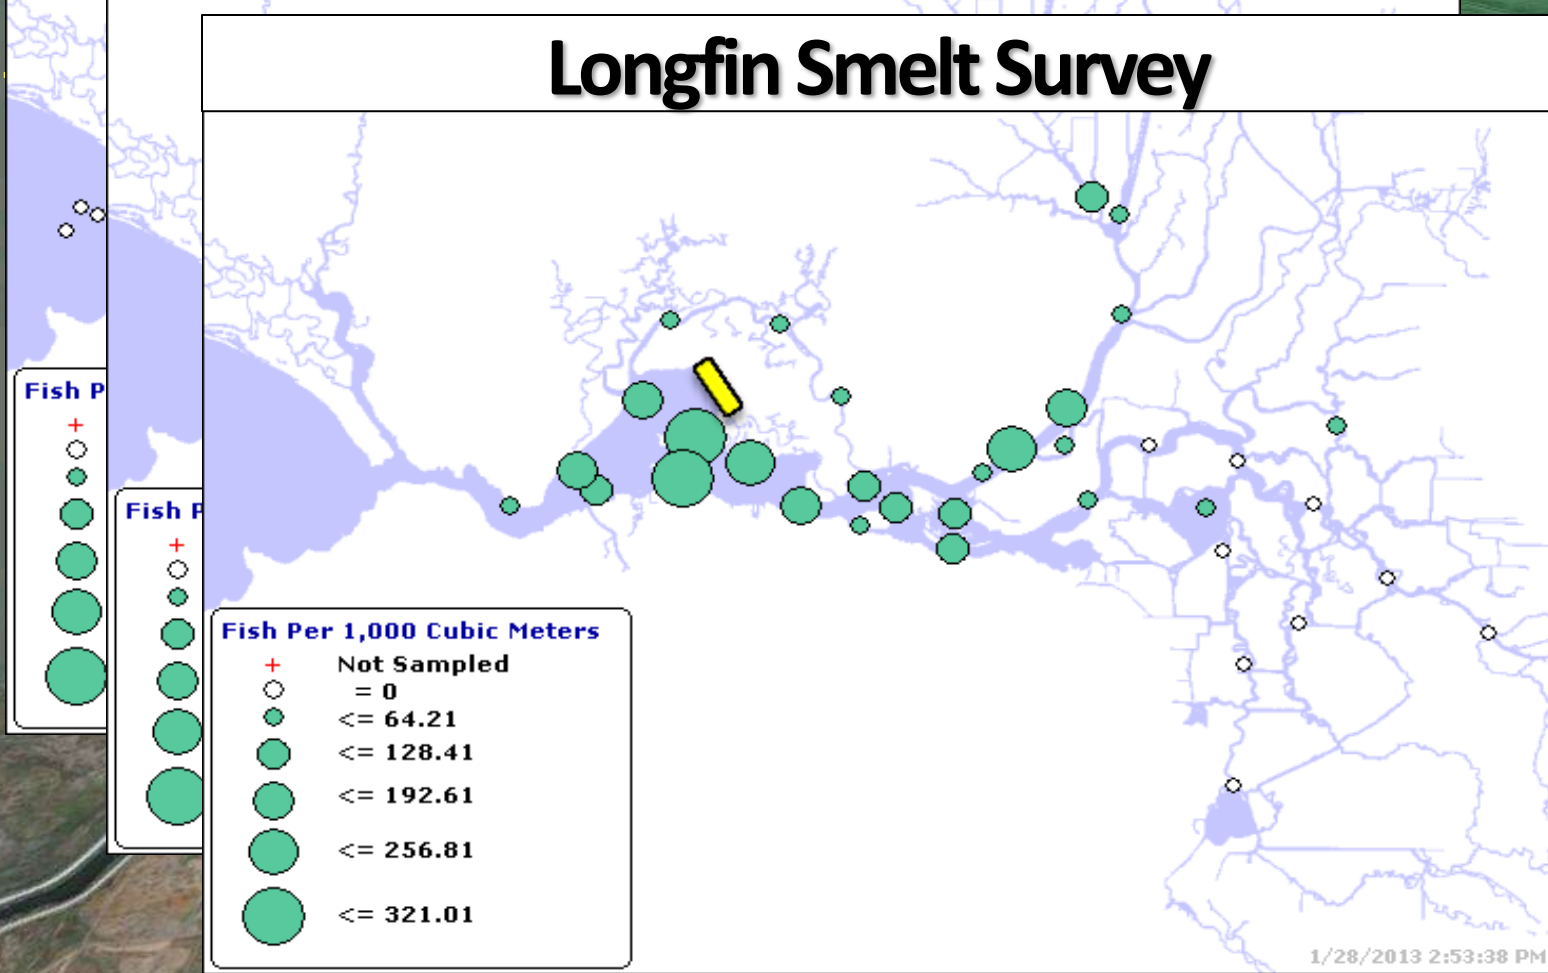 Longfin Smelt Survey
Fish P
Fish P
Fish Per 1,000 Cubic Meters
Not Sampled
= 0
<= 64.21
<= 128.41
<= 192.61
<= 256.81
<= 321.01
1/28/2013 2:53:38 PM